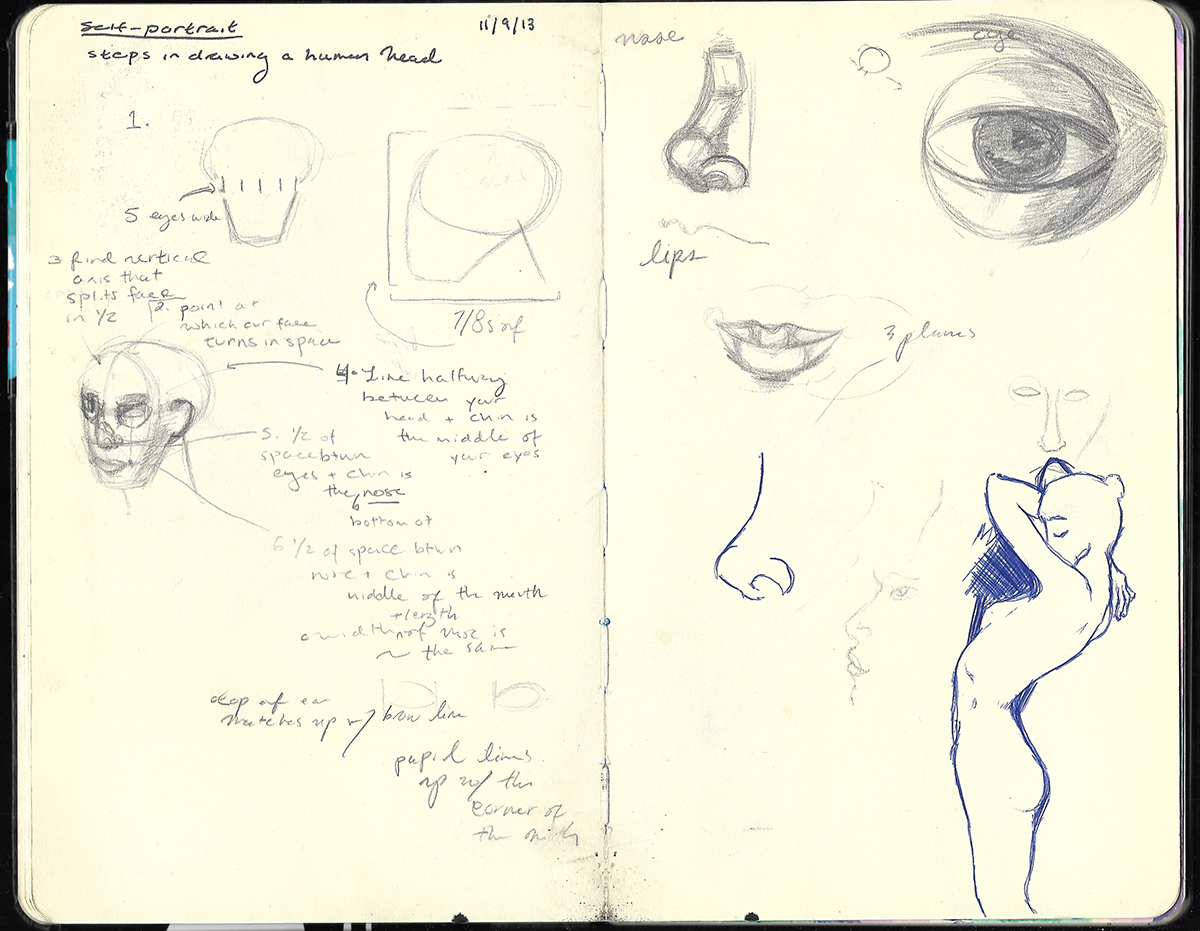 Self-portrait
11/9/13
steps in drawing a human head
1.
5 eyes wide
7/8s of
3 find vertical
axis that
splits face
in 1/2
2. point at
which our face
turns in space
4. Line halfway
between your
head + chin is
the middle of
your eyes
5. 1/2 of
space btwn
eyes + chin is
the nose
bottom of
6 1/2 of space btwn
nose + chin is
middle of the mouth
+ length
width of nose is
the same
top of ear
matches up w/ brow line
pupil lines
up w/ the
corner of
the
nose
eye
lips
3 planes